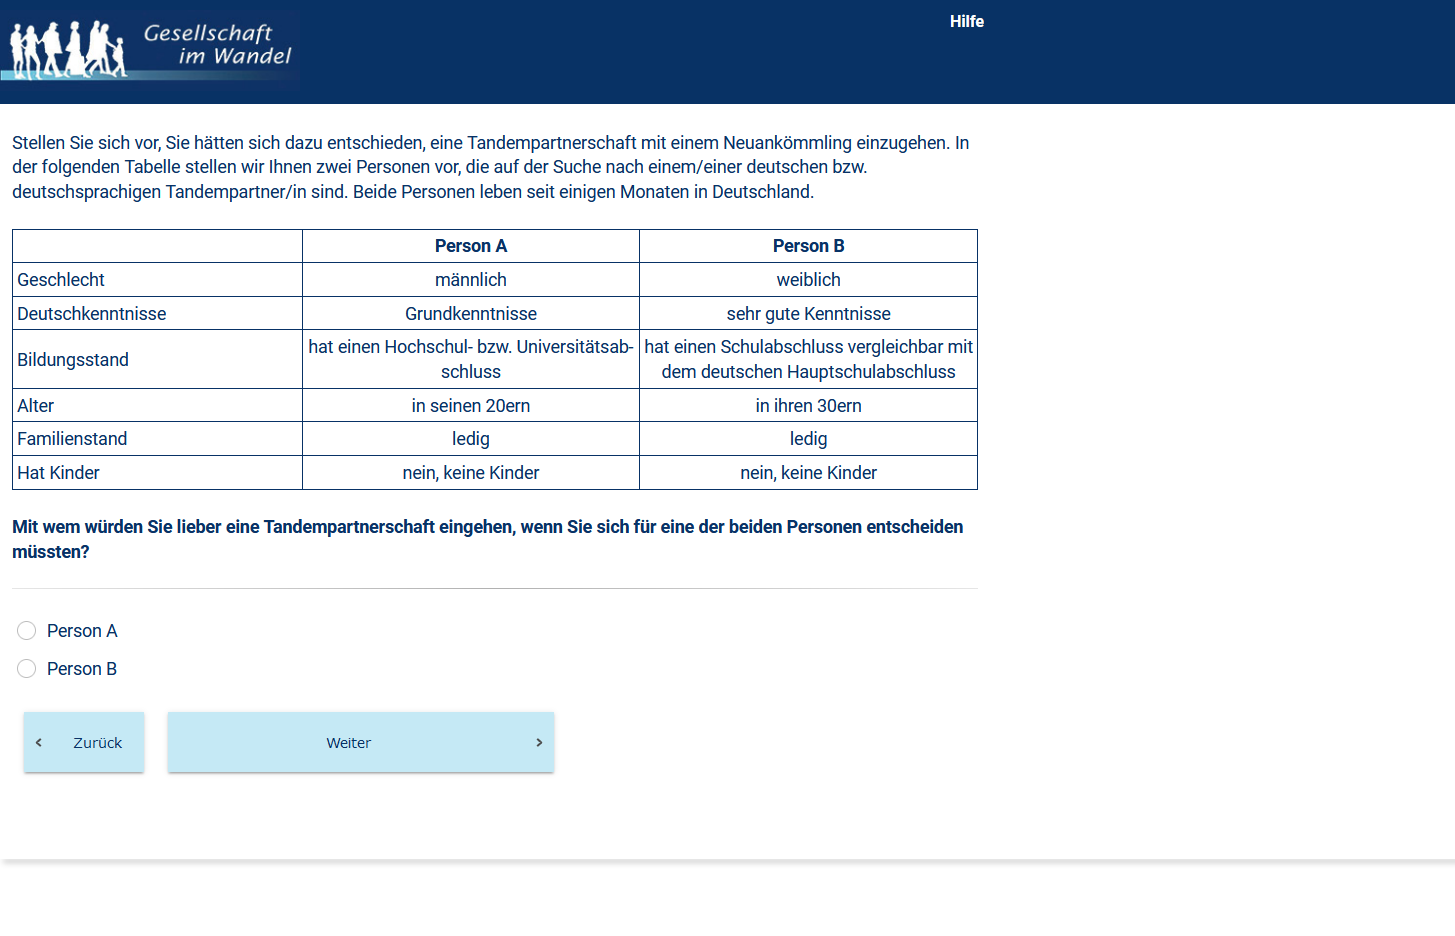 Gesellschaft
im Wandel
Hilfe
Stellen Sie sich vor, Sie hätten sich dazu entschieden, eine Tandempartnerschaft mit einem Neuankömmling einzugehen. In
der folgenden Tabelle stellen wir Ihnen zwei Personen vor, die auf der Suche nach einem/einer deutschen bzw.
deutschsprachigen Tandempartner/in sind. Beide Personen leben seit einigen Monaten in Deutschland.
Person A Person B
Geschlecht männlich weiblich
Deutschkenntnisse Grundkenntnisse sehr gute Kenntnisse
Bildungsstand hat einen Hochschul- bzw. Universitätsab-
schluss hat einen Schulabschluss vergleichbar mit
dem deutschen Hauptschulabschluss
Alter in seinen 20ern in ihren 30ern
Familienstand ledig ledig
Hat Kinder nein, keine Kinder nein, keine Kinder
Mit wem würden Sie lieber eine Tandempartnerschaft eingehen, wenn Sie sich für eine der beiden Personen entscheiden
müssten?
Person A
Person B
Zurück
Weiter